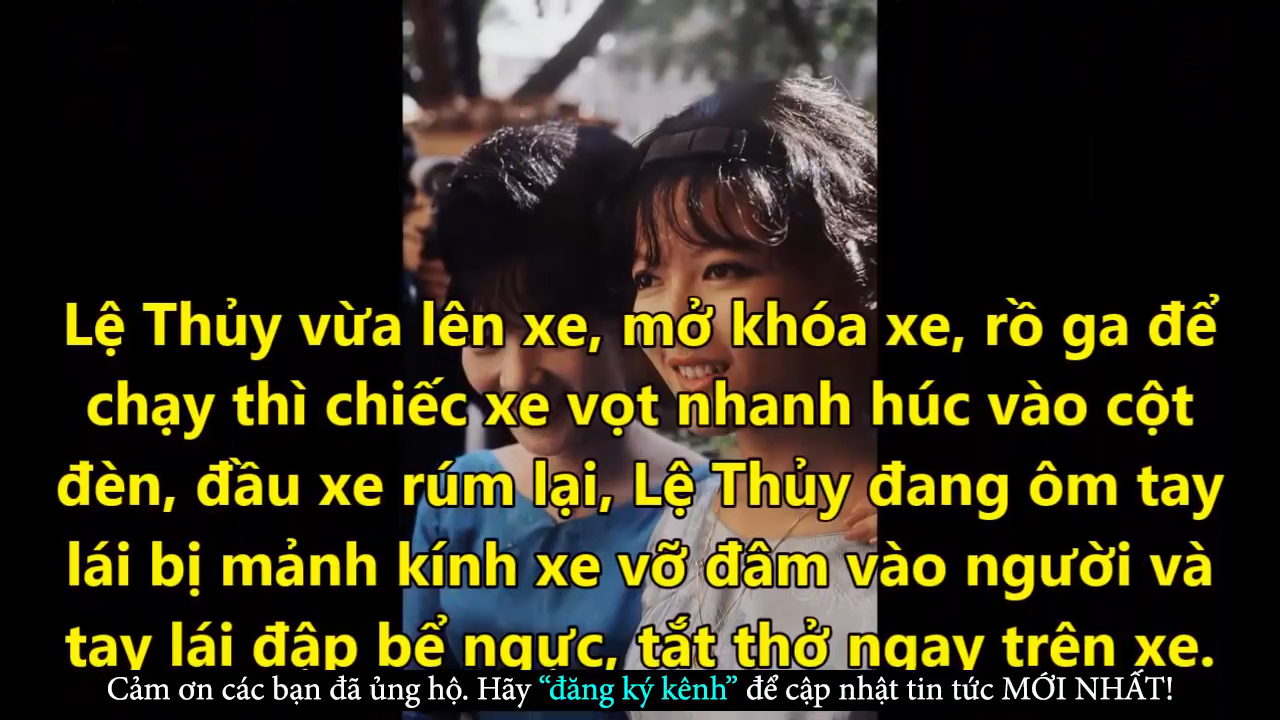 Lệ Thủy vừa lên xe, mở khóa xe, rồ ga để
chạy thì chiếc xe vọt nhanh húc vào cột
đèn, đầu xe rúm lại, Lệ Thủy đang ôm tay
lái bị mảnh kính xe vỡ đâm vào người và
tay lái đập bể ngực, tắt thở ngay trên xe.
Cảm ơn các bạn đã ủng hộ. Hãy “đăng ký kênh” để cập nhật tin tức MỚI NHẤT!